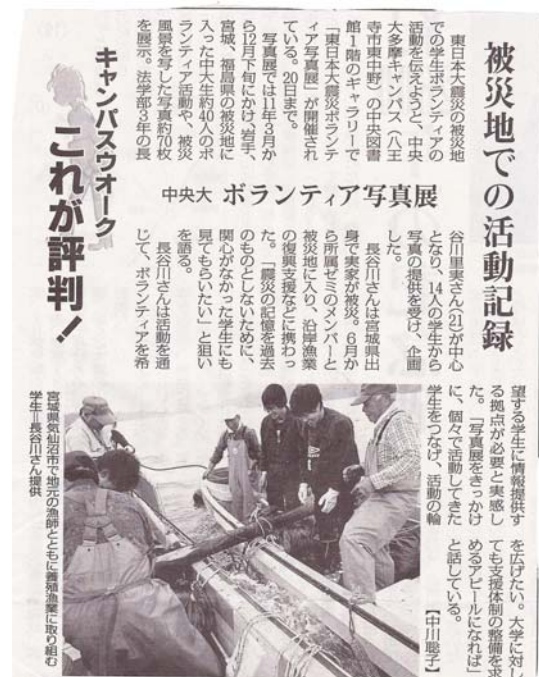 被災地での活動記録
中央大 ボランティア写真展
キャンパスウオーク
これが評判！
東日本大震災の被災地
での学生ボランティアの
活動を伝えようと、中央
大多摩キャンパス（八王
寺市東中野）の中央図書
館１階のギャラリーで
「東日本大震災ボランテ
ィア写真展」が開催され
ている。20日まで。
写真展では11年３月か
ら12月下旬にかけ、岩手、
宮城、福島県の被災地に
入った中大生約40人のボ
ランティア活動や、被災
風景を写した写真約70枚
を展示。法学部３年の長
谷川里実さん(21)が中心
となり、14人の学生から
写真の提供を受け、企画
した。
長谷川さんは宮城県出
身で実家が被災。６月か
ら所属ゼミのメンバーと
被災地に入り、沿岸漁業
の復興支援などに携わっ
た。「震災の記憶を過去
のものとしないために、
関心がなかった学生にも
見てもらいたい」と狙い
を語る。
長谷川さんは活動を通
じて、ボランティアを希
望する学生に情報提供す
る拠点が必要と実感し
た。「写真展をきっかけ
に、個々で活動してきた
学生をつなげ、活動の輪
を広げたい。大学に対し
ても支援体制の整備を求
めるアピールになれば」
と話している。
【中川聡子】
宮城県気仙沼市で地元の漁師とともに養殖漁業に取り組む
学生＝長谷川さん提供